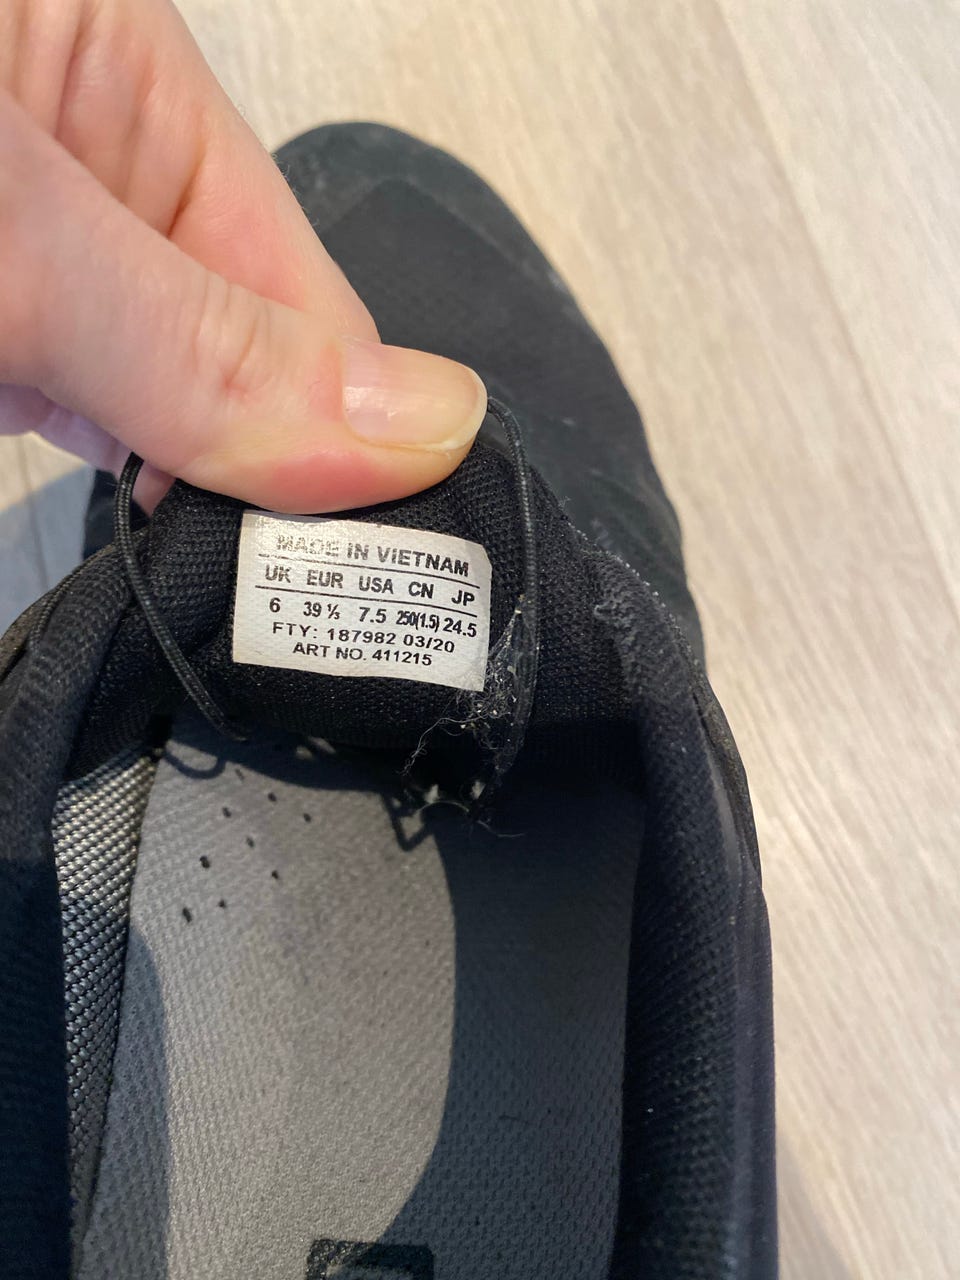 MADE IN VIETNAM
UK EUR USA CN JP
6 39 ⅓ 7.5 250(1.5) 24.5
FTY: 187982 03/20
ART NO. 411215